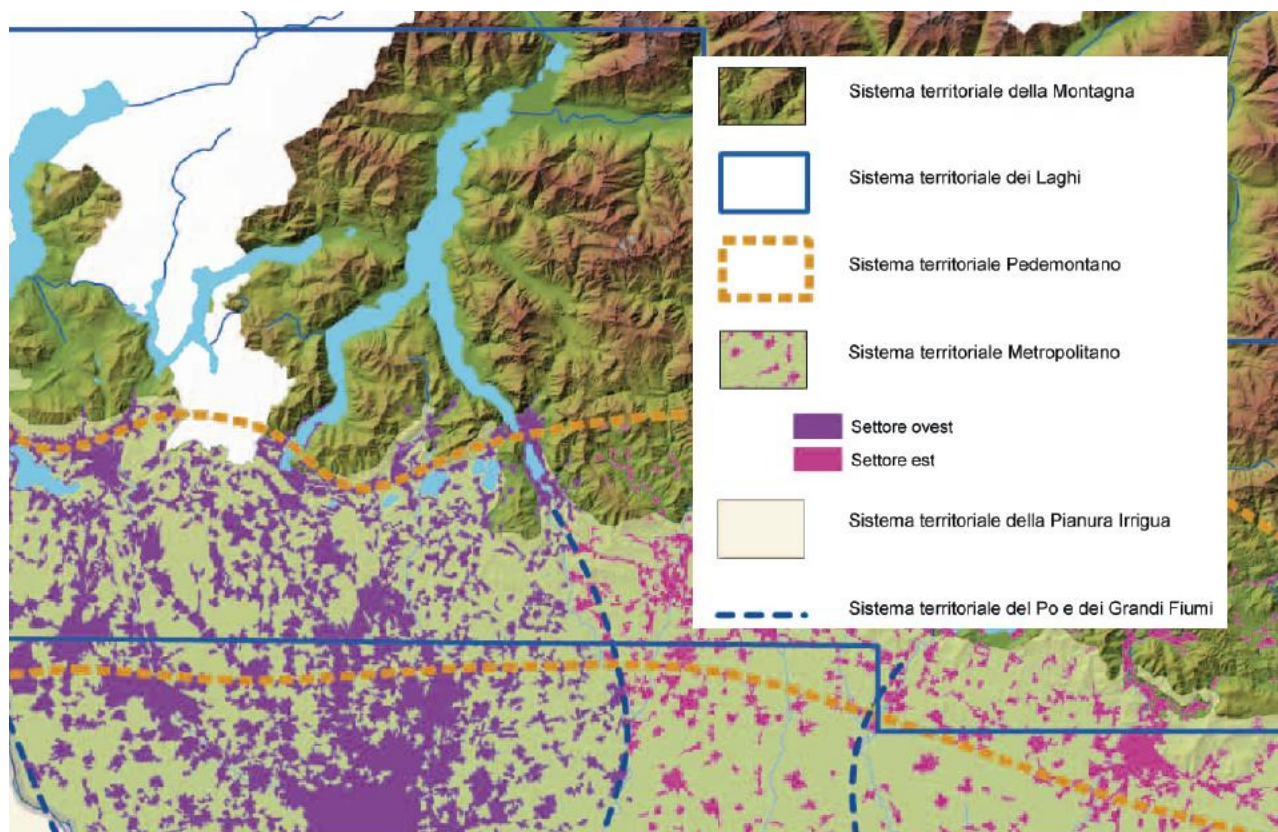 Sistema territoriale della Montagna
Sistema territoriale dei Laghi
Sistema territoriale Pedemontano
Sistema territoriale Metropolitano
Settore ovest
Settore est
Sistema territoriale della Pianura Irrigua
Sistema territoriale del Po e dei Grandi Fiumi